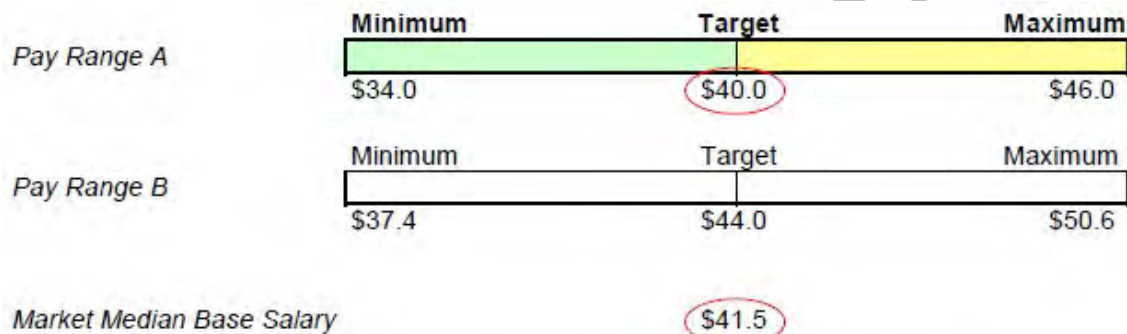 Minimum Target Maximum
Pay Range A
$34.0 $40.0 $46.0
Minimum Target Maximum
Pay Range B
$37.4 $44.0 $50.6
Market Median Base Salary $41.5